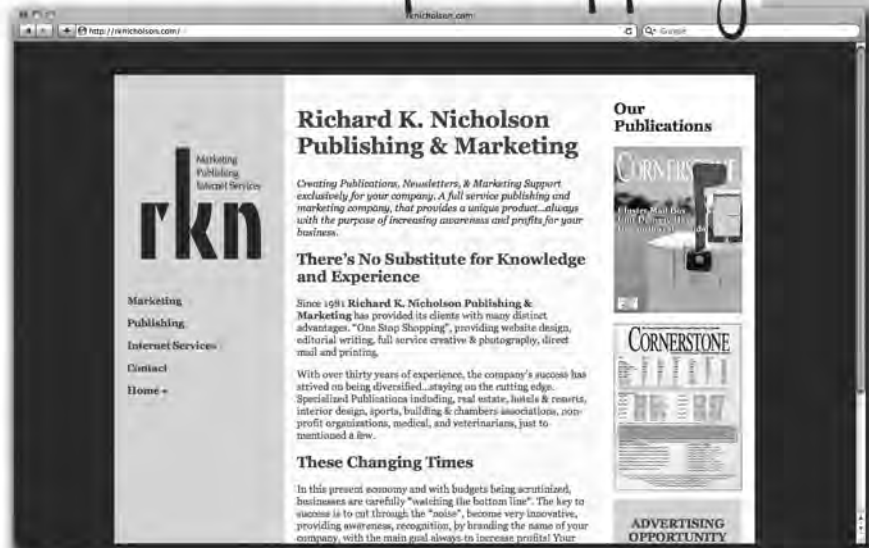 rknicholson.com
http://rknicholson.com/
Google
Marketing
Publishing
Internet Services
rkn
Marketing
Publishing
Internet Services
Contact
Home
Richard K. Nicholson
Publishing & Marketing
Creating Publications, Newsletters, & Marketing Support
exclusively for your company. A full service publishing and
marketing company, that provides a unique product...always
with the purpose of increasing awareness and profits for your
business.
There's No Substitute for Knowledge
and Experience
Since 1981 Richard K. Nicholson Publishing &
Marketing has provided its clients with many distinct
advantages. "One Stop Shopping", providing website design,
editorial writing, full service creative & photography, direct
mail and printing.
With over thirty years of experience, the company's success has
strived on being diversified...staying on the cutting edge.
Specialized Publications including, real estate, hotels & resorts,
interior design, sports, building & chambers associations, non-
profit organizations, medical, and veterinarians, just to
mentioned a few.
These Changing Times
In this present economy and with budgets being scrutinized,
businesses are carefully "watching the bottom line". The key to
success is to cut through the "noise", become very innovative,
providing awareness, recognition, by branding the name of your
company, with the main goal always to increase profits! Your
Our
Publications
CORNERSTONE
Cluster Mail Box
CORNERSTONE
ADVERTISING
OPPORTUNITY